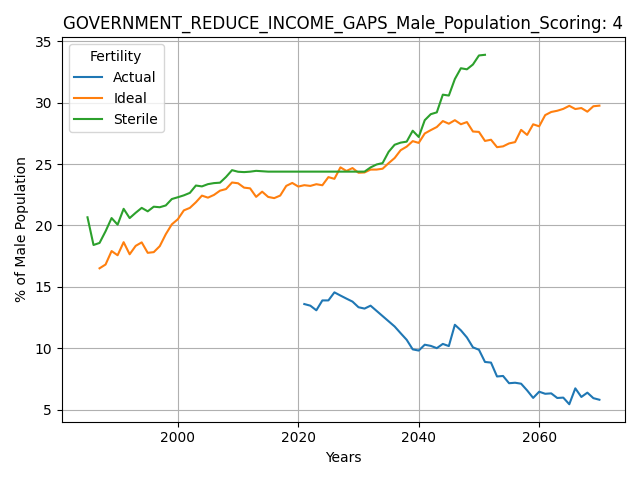 GOVERNMENT_REDUCE_INCOME_GAPS_Male_Population_Scoring: 4
Fertility
Actual
Ideal
Sterile
% of Male Population
35
30
25
20
15
10
5
2000
2020
2040
2060
Years